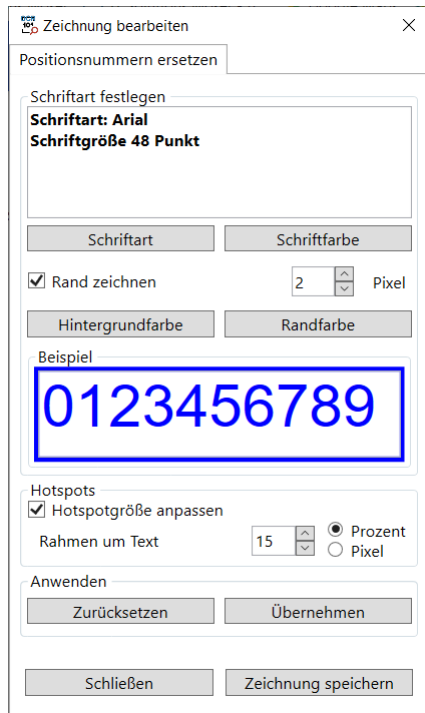 Zeichnung bearbeiten
Positionsnummern ersetzen
Schriftart festlegen
Schriftart: Arial
Schriftgröße 48 Punkt
Schriftart Schriftfarbe
Rand zeichnen 2 Pixel
Hintergrundfarbe Randfarbe
Beispiel
0123456789
Hotspots
Hotspotgröße anpassen
Rahmen um Text 15 Prozent
Pixel
Anwenden
Zurücksetzen Übernehmen
Schließen Zeichnung speichern